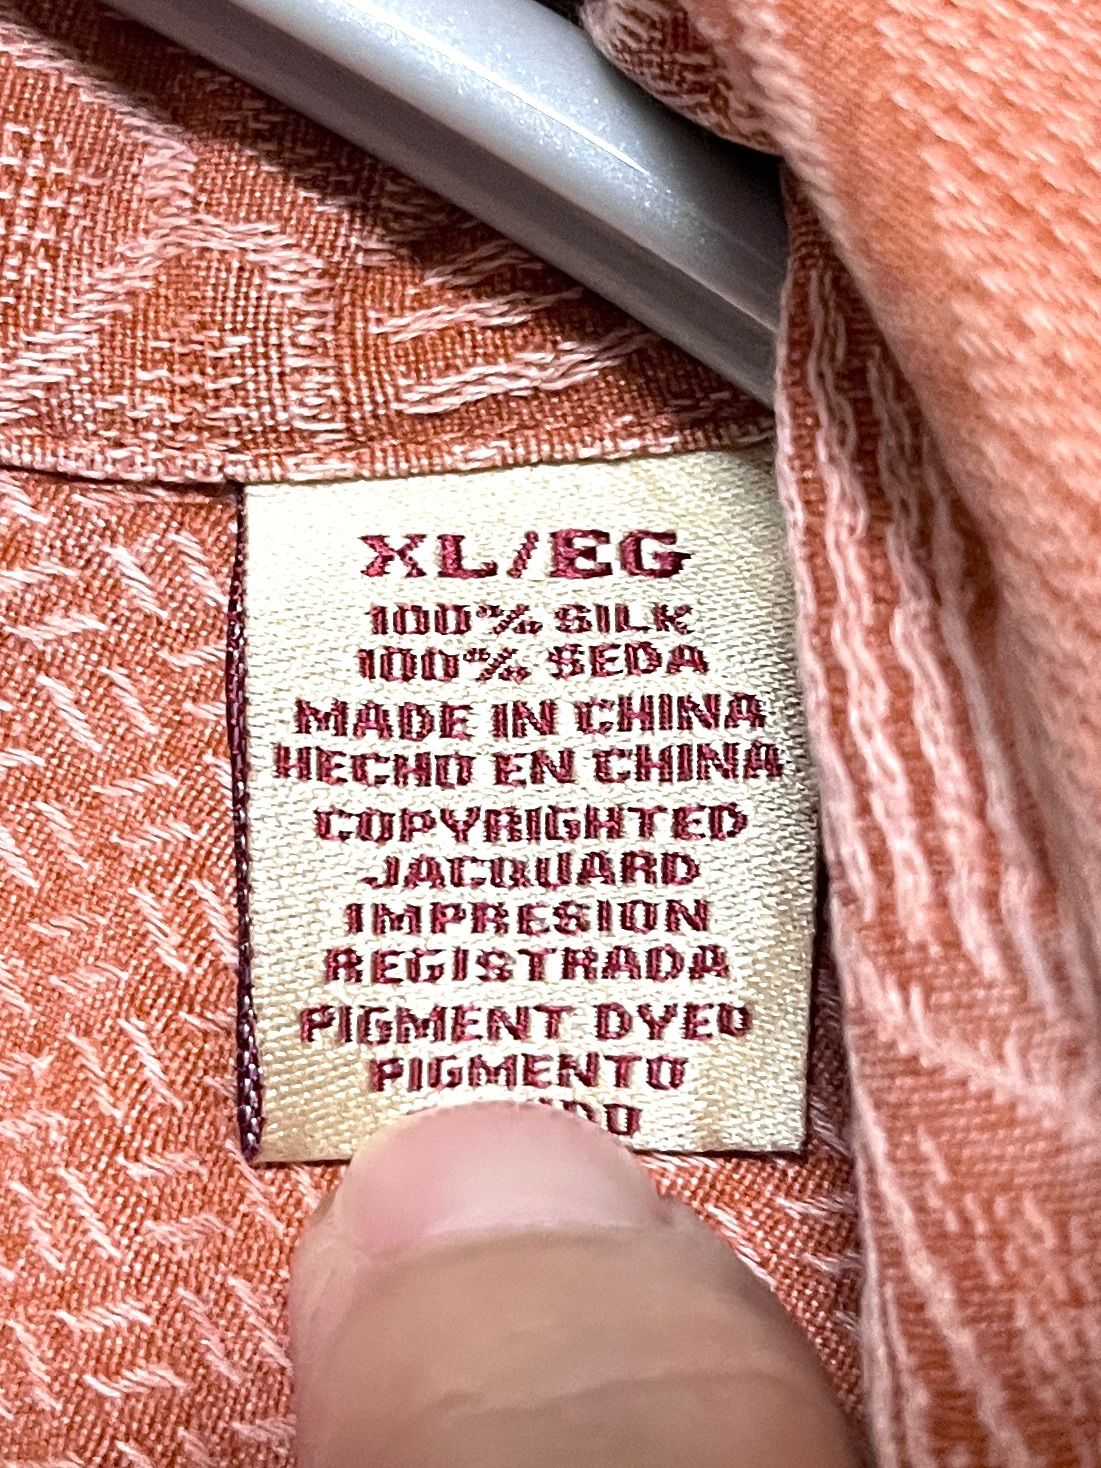 XL/EG
100% SILK
100% SEDA
MADE IN CHINA
HECHO EN CHINA
COPYRIGHTED
JACQUARD
IMPRESION
REGISTRADA
PIGMENT DYED
PIGMENTO